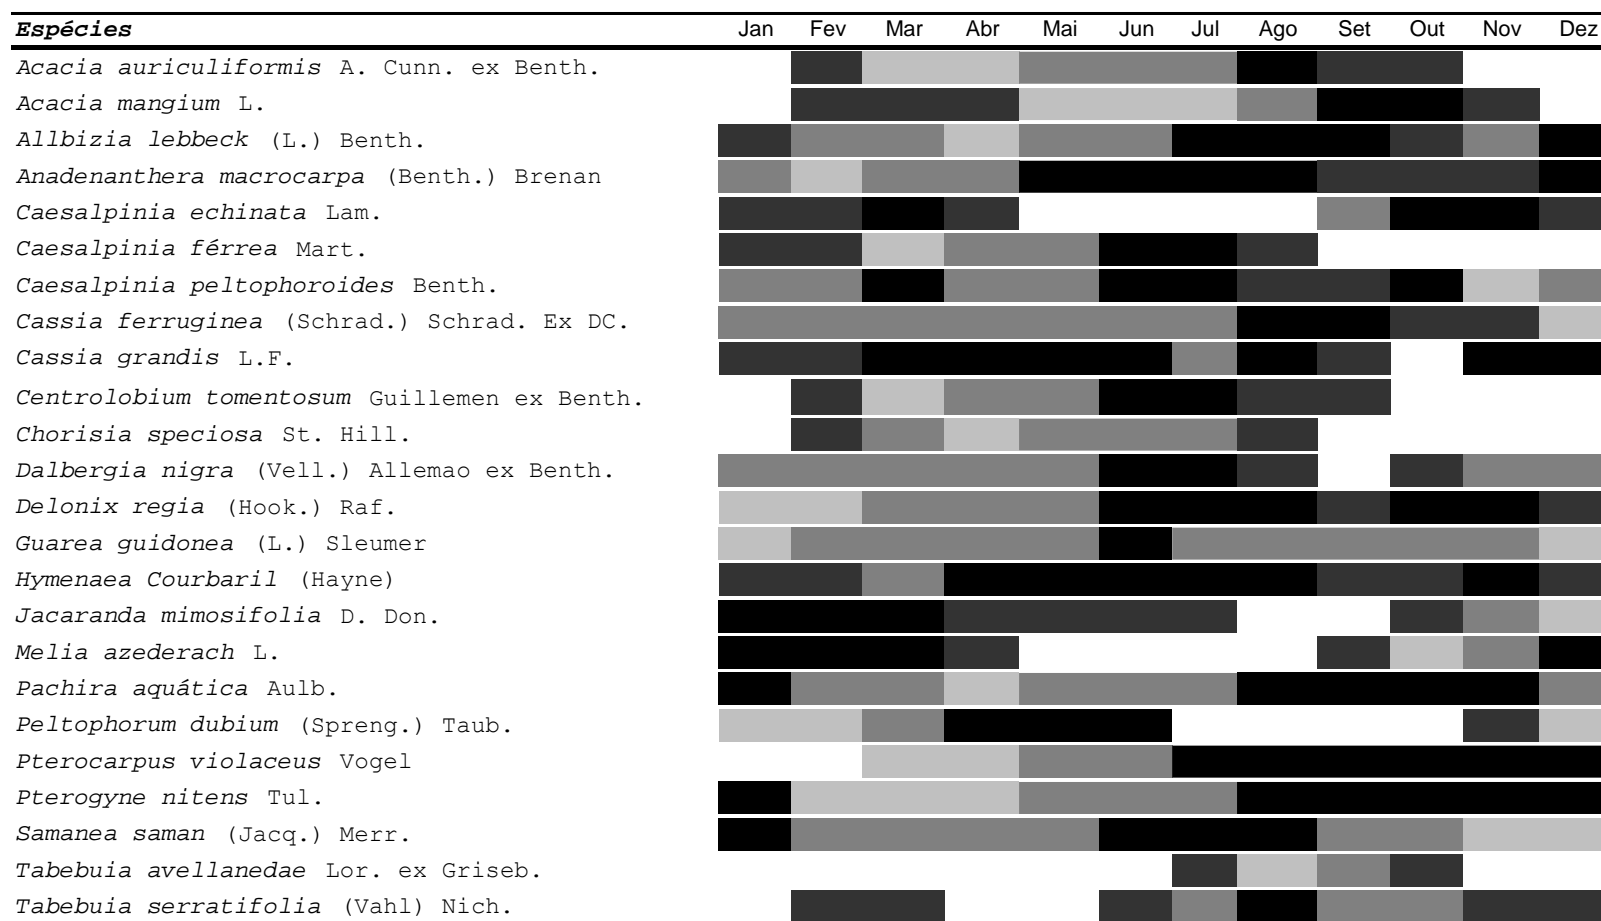 Espécies Jan Fev Mar Abr Mai Jun Jul Ago Set Out Nov Dez
Acacia auriculiformis A. Cunn. ex Benth.
Acacia mangium L.
Allbizia lebbeck (L.) Benth.
Anadenanthera macrocarpa (Benth.) Brenan
Caesalpinia echinata Lam.
Caesalpinia férrea Mart.
Caesalpinia peltophoroides Benth.
Cassia ferruginea (Schrad.) Schrad. Ex DC.
Cassia grandis L.F.
Centrolobium tomentosum Guillemen ex Benth.
Chorisia speciosa St. Hill.
Dalbergia nigra (Vell.) Allemao ex Benth.
Delonix regia (Hook.) Raf.
Guarea guidonea (L.) Sleumer
Hymenaea Courbaril (Hayne)
Jacaranda mimosifolia D. Don.
Melia azederach L.
Pachira aquática Aulb.
Peltophorum dubium (Spreng.) Taub.
Pterocarpus violaceus Vogel
Pterogyne nitens Tul.
Samanea saman (Jacq.) Merr.
Tabebuia avellanedae Lor. ex Griseb.
Tabebuia serratifolia (Vahl) Nich.